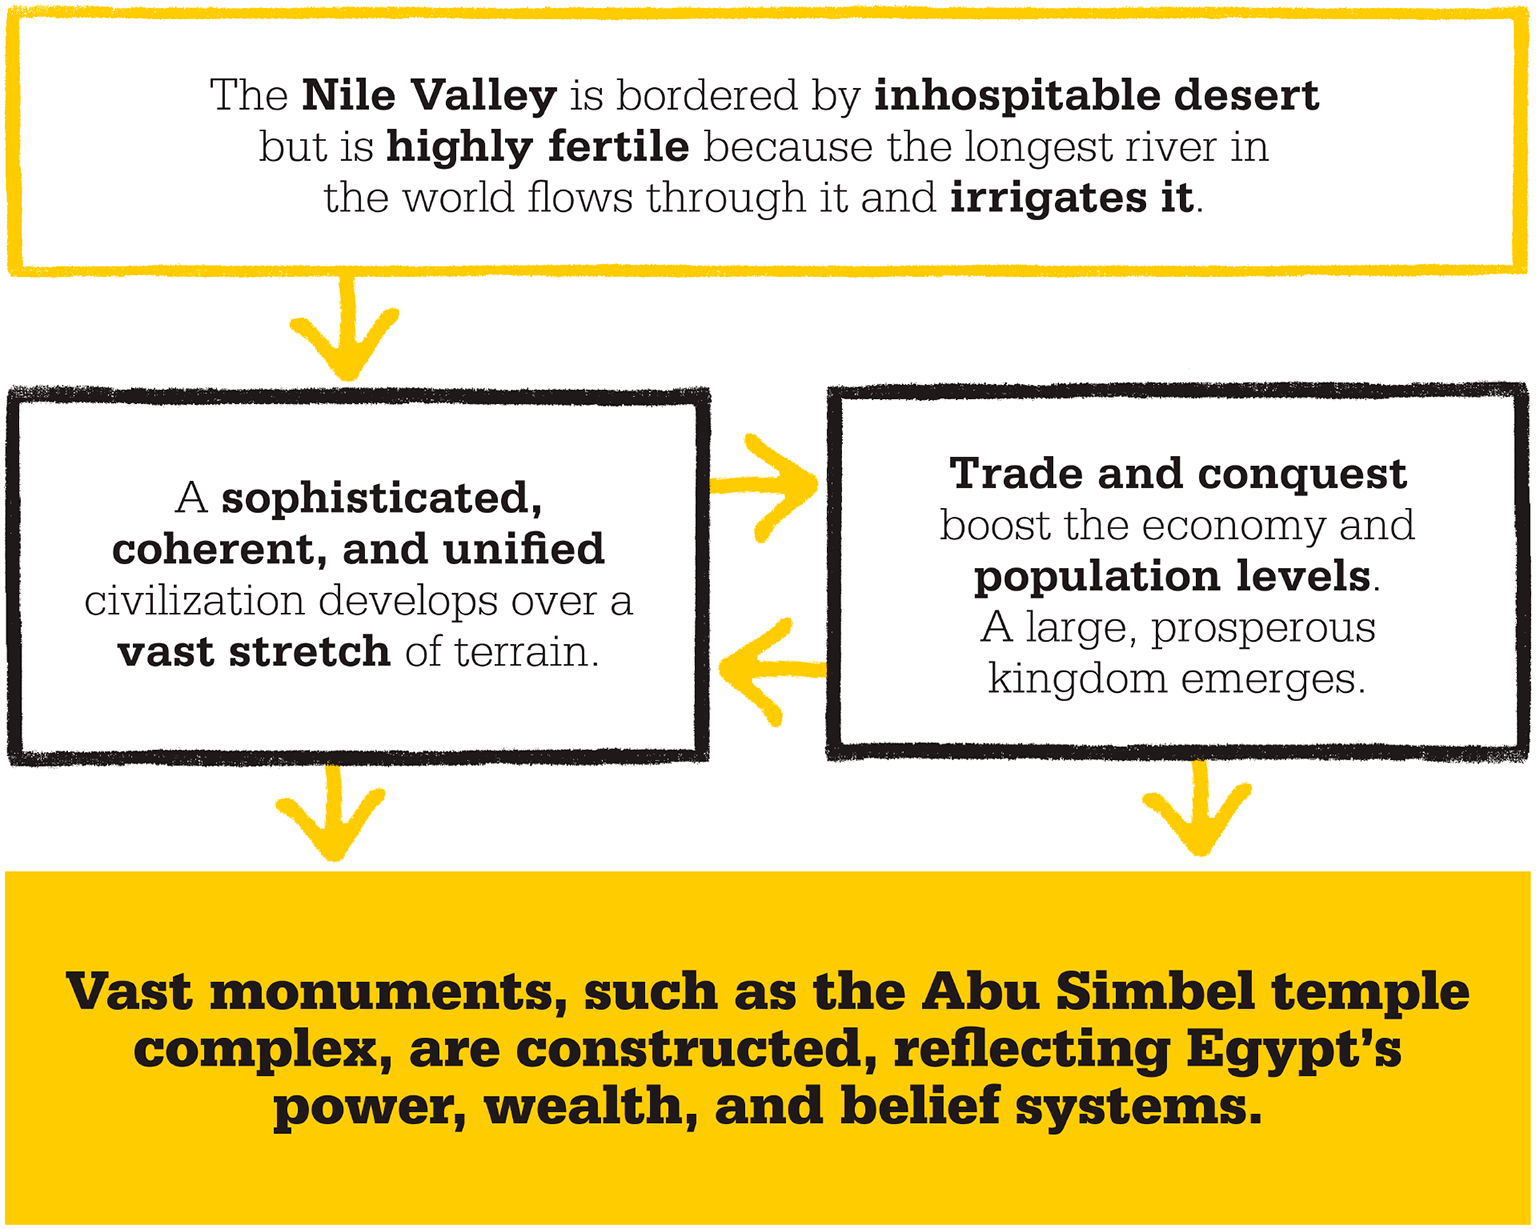 The Nile Valley is bordered by inhospitable desert
but is highly fertile because the longest river in
the world flows through it and irrigates it.
A sophisticated,
coherent, and unified
civilization develops over a
vast stretch of terrain.
Trade and conquest
boost the economy and
population levels.
A large, prosperous
kingdom emerges.
Vast monuments, such as the Abu Simbel temple
complex, are constructed, reflecting Egypt’s
power, wealth, and belief systems.